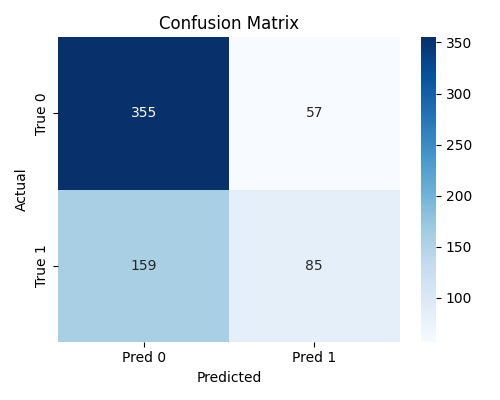 Confusion Matrix
True 0
355
57
350
300
250
200
150
100
Actual
True 1
159
85
Pred 0
Pred 1
Predicted